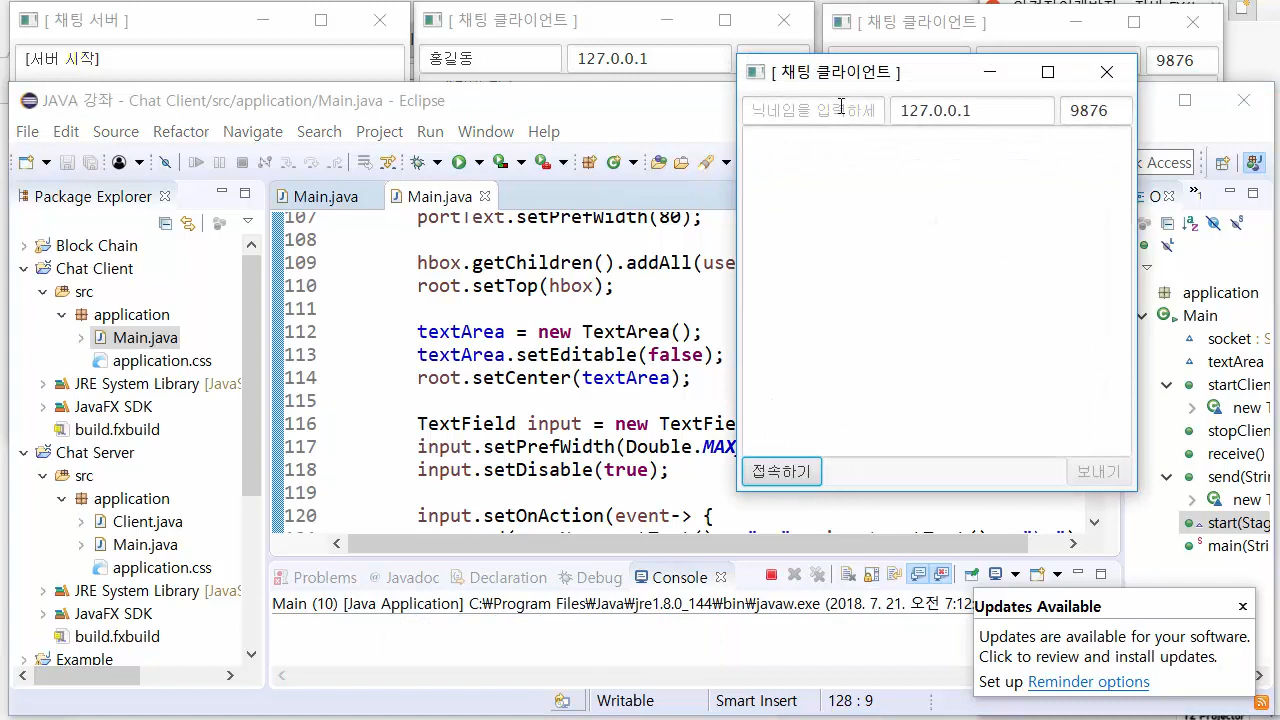 [ 채팅 서버 ]
[서버 시작]
[ 채팅 클라이언트 ]
홍길동
127.0.0.1
[ 채팅 클라이언트 ]
9876
[ 채팅 클라이언트 ]
127.0.0.1
9876
접속하기
보내기
JAVA 강좌 - Chat Client/src/application/Main.java - Eclipse
File Edit Source Refactor Navigate Search Project Run Window Help
Access
Package Explorer
Block Chain
Chat Client
src
application
Main.java
application.css
JRE System Library [JavaS
JavaFX SDK
build.fxbuild
Chat Server
src
application
Client.java
Main.java
application.css
JRE System Library [JavaS
JavaFX SDK
build.fxbuild
Example
Main.java
Main.java
107 portText.setPrefWidth(80);
108
109 hbox.getChildren().addAll(use
110 root.setTop(hbox);
111
112 textArea = new TextArea();
113 textArea.setEditable(false);
114 root.setCenter(textArea);
115
116 TextField input = new TextFie
117 input.setPrefWidth(Double.MAX
118 input.setDisable(true);
119
120 input.setOnAction(event-> {
application
Main
socket : S
textArea
startClien
new T
stopClien
receive()
send(Strin
new T
start(Stag
main(Stri
Problems Javadoc Declaration Debug Console
Main (10) [Java Application] C:₩Program Files₩Java₩jre1.8.0_144₩bin₩javaw.exe (2018. 7. 21. 오전 7:12
Updates Available
Updates are available for your software.
Click to review and install updates.
Set up Reminder options
Writable
Smart Insert
128 : 9